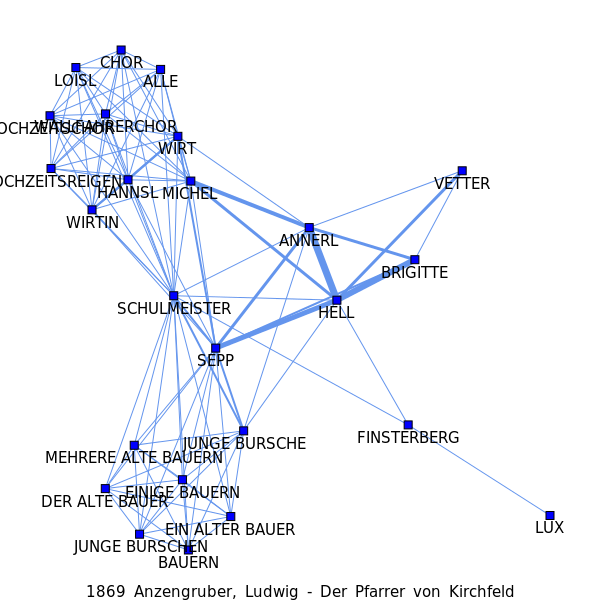 CHOR
LOISL
ALLE
WALLFAHRERCHOR
WIRT
HANNSL
MICHEL
WIRTIN
VETTER
ANNERL
BRIGITTE
SCHULMEISTER
HELL
SEPP
FINSTERBERG
JUNGE BURSCHE
MEHRERE ALTE BAUERN
EINIGE BAUERN
DER ALTE BAUER
LUX
EIN ALTER BAUER
JUNGE BURSCHEN
BAUERN
1869 Anzengruber, Ludwig - Der Pfarrer von Kirchfeld